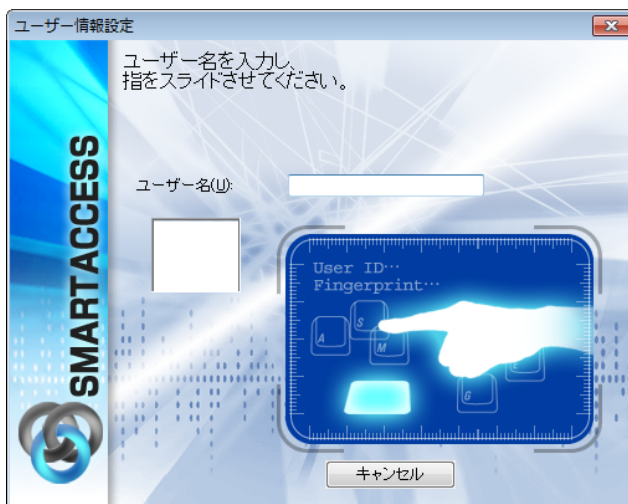 ユーザー情報設定
ユーザー名を入力し、
指をスライドさせてください。
SMARTACCESS
ユーザー名(U):
User ID…
Fingerprint…
S
A
M
G
キャンセル